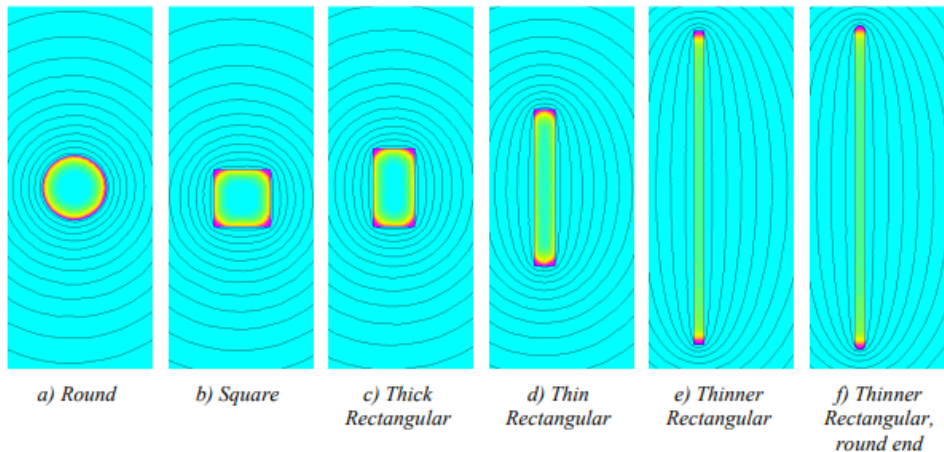 a) Round
b) Square
c) Thick
Rectangular
d) Thin
Rectangular
e) Thinner
Rectangular
f) Thinner
Rectangular,
round end